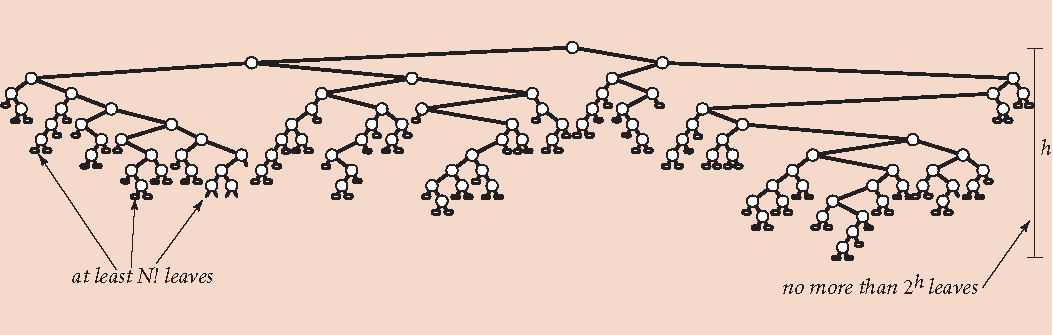 h
at least N! leaves
no more than 2^h leaves